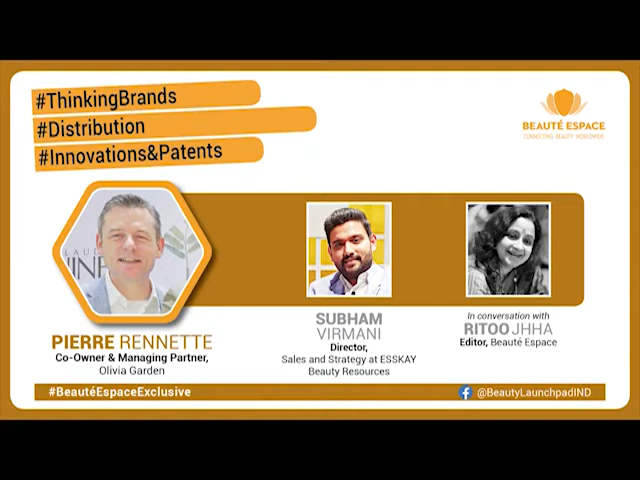 #ThinkingBrands
#Distribution
#Innovations&Patents
BEAUTÉ ESPACE
CONNECTING BEAUTY WORLDWIDE
PIERRE RENNETTE
Co-Owner & Managing Partner,
Olivia Garden
SUBHAM
VIRMANI
Director,
Sales and Strategy at ESSKAY
Beauty Resources
In conversation with
RITOO JHHA
Editor, Beauté Espace
#BeautéEspaceExclusive
@BeautyLaunchpadIND